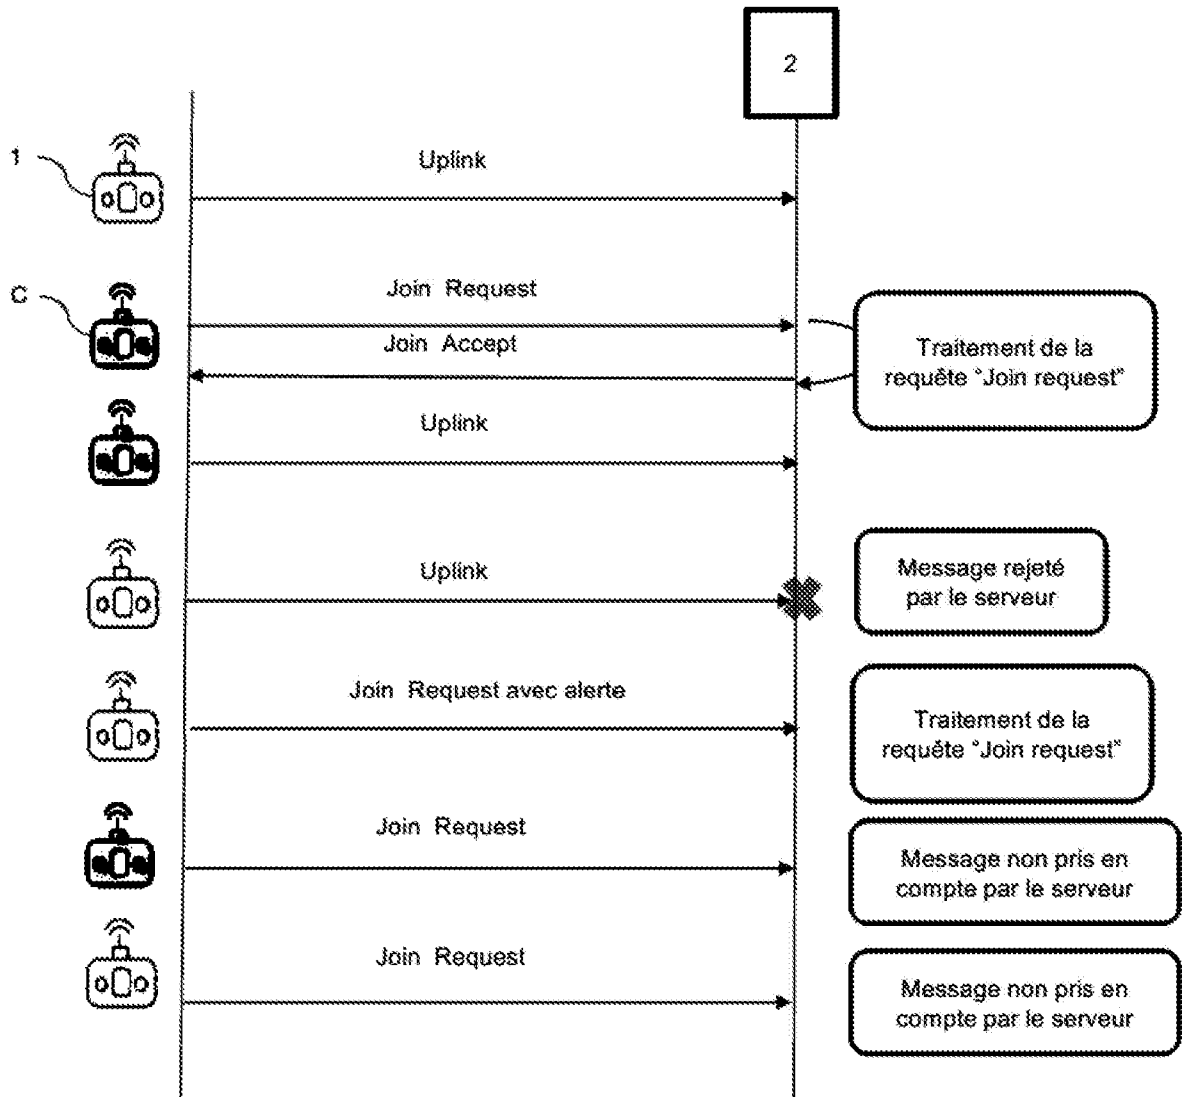 2
1
Uplink
C
Join Request
Join Accept
Traitement de la
requête "Join request"
Uplink
Uplink
Message rejeté
par le serveur
Join Request avec alerte
Traitement de la
requête "Join request"
Join Request
Message non pris en
compte par le serveur
Join Request
Message non pris en
compte par le serveur